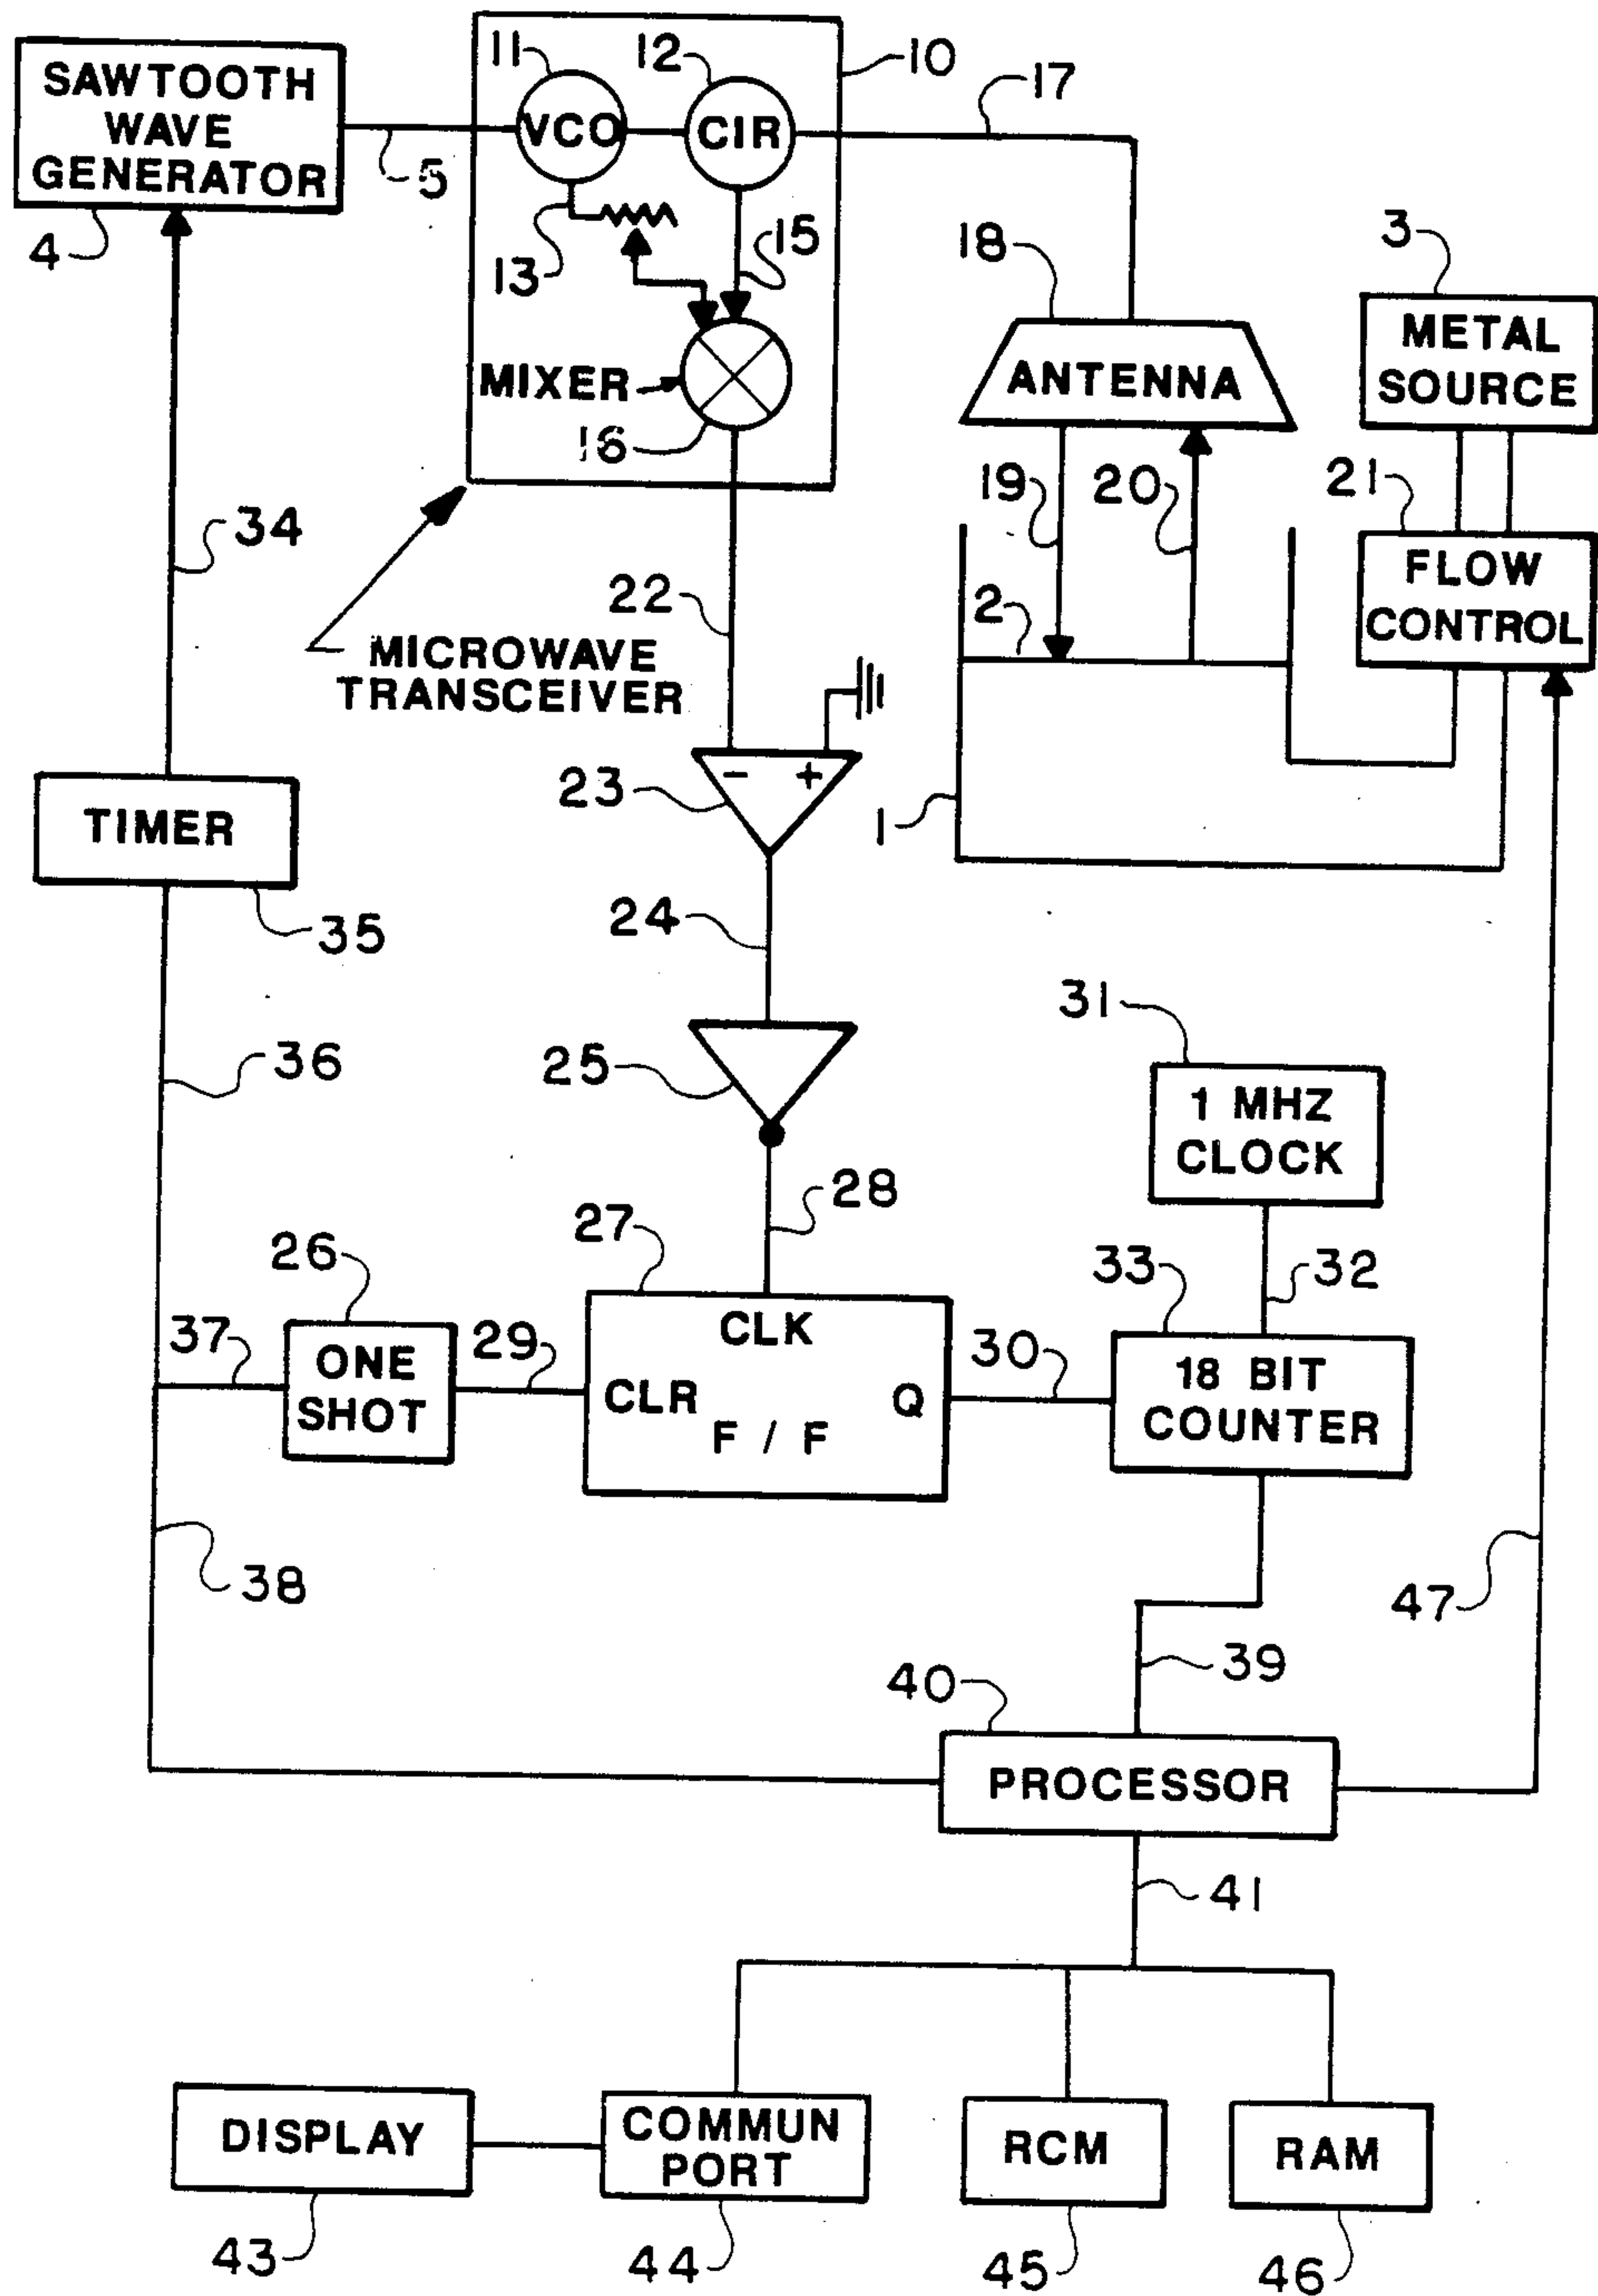 11
12
10
17
SAWTOOTH
WAVE
GENERATOR
VCO
CIR
5
4
13
15
18
3
METAL
SOURCE
ANTENNA
MIXER
16
19
20
21
34
22
2
FLOW
CONTROL
MICROWAVE
TRANSCEIVER
- +
23
1
TIMER
35
24
36
25
31
1 MHZ
CLOCK
28
27
26
33
32
37
ONE
SHOT
29
CLK
CLR
Q
F / F
30
18 BIT
COUNTER
38
47
39
40
PROCESSOR
41
DISPLAY
COMMUN
PORT
RCM
RAM
43
44
45
46